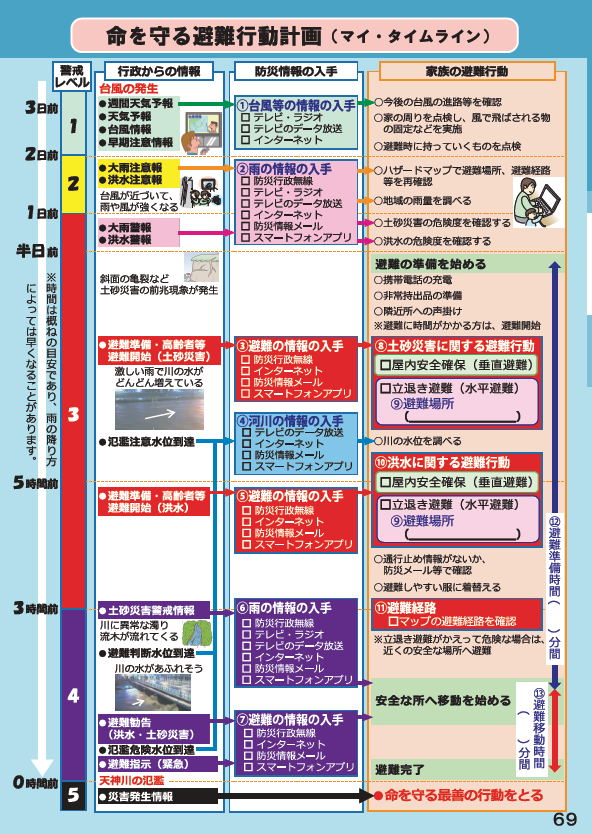 命を守る避難行動計画（マイ・タイムライン）
警戒
レベル
行政からの情報
防災情報の入手
家族の避難行動
3日前
2日前
1日前
半日前
5時間前
3時間前
0時間前
※時間は概ねの目安であり、雨の降り方
によっては早くなることがあります。
1
2
3
4
5
台風の発生
●週間天気予報
●天気予報
●台風情報
●早期注意情報
●大雨注意報
●洪水注意報
台風が近づいて、
雨や風が強くなる
●大雨警報
●洪水警報
斜面の亀裂など
土砂災害の前兆現象が発生
●避難準備・高齢者等
避難開始（土砂災害）
激しい雨で川の水が
どんどん増えている
●氾濫注意水位到達
●避難準備・高齢者等
避難開始（洪水）
●土砂災害警戒情報
川に異常な濁り
流木が流れてくる
●避難判断水位到達
川の水があふれそう
●避難勧告
（洪水・土砂災害）
●氾濫危険水位到達
●避難指示（緊急）
天神川の氾濫
●災害発生情報
①台風等の情報の入手
□ テレビ・ラジオ
□ テレビのデータ放送
□ インターネット
②雨の情報の入手
□ 防災行政無線
□ テレビ・ラジオ
□ テレビのデータ放送
□ インターネット
□ 防災情報メール
□ スマートフォンアプリ
③避難の情報の入手
□ 防災行政無線
□ インターネット
□ 防災情報メール
□ スマートフォンアプリ
④河川の情報の入手
□ テレビのデータ放送
□ インターネット
□ 防災情報メール
□ スマートフォンアプリ
⑤避難の情報の入手
□ 防災行政無線
□ インターネット
□ 防災情報メール
□ スマートフォンアプリ
⑥雨の情報の入手
□ 防災行政無線
□ テレビ・ラジオ
□ テレビのデータ放送
□ インターネット
□ 防災情報メール
□ スマートフォンアプリ
⑦避難の情報の入手
□ 防災行政無線
□ インターネット
□ 防災情報メール
□ スマートフォンアプリ
○今後の台風の進路等を確認
○家の周りを点検し、風で飛ばされる物
の固定などを実施
○避難時に持っていくものを点検
○ハザードマップで避難場所、避難経路
等を再確認
○地域の雨量を調べる
○土砂災害の危険度を確認する
○洪水の危険度を確認する
避難の準備を始める
○携帯電話の充電
○非常持出品の準備
○隣近所への声掛け
※避難に時間がかかる方は、避難開始
⑧土砂災害に関する避難行動
□屋内安全確保（垂直避難）
□立退き避難（水平避難）
⑨避難場所
（　　　　　　　　）
○川の水位を調べる
⑩洪水に関する避難行動
□屋内安全確保（垂直避難）
□立退き避難（水平避難）
⑨避難場所
（　　　　　　　　）
○通行止め情報がないか、
防災メール等で確認
○避難しやすい服に着替える
⑪避難経路
□マップの避難経路を確認
※立退き避難がかえって危険な場合は、
近くの安全な場所へ避難
安全な所へ移動を始める
避難完了
●命を守る最善の行動をとる
⑫避難準備時間（　　）分間
⑬避難移動時間
（　　）分間
69